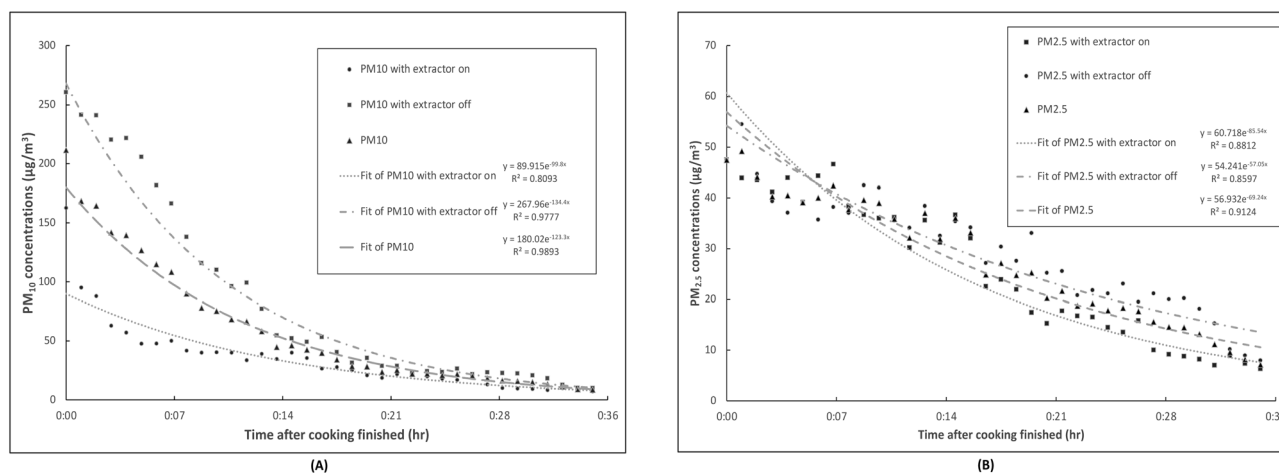 300
250
200
150
100
50
0
PM10 concentrations (μg/m3)
PM10 with extractor on
PM10 with extractor off
PM10
Fit of PM10 with extractor on
y = 89.915e-99.8x
R² = 0.8093
Fit of PM10 with extractor off
y = 267.96e-134.4x
R² = 0.9777
Fit of PM10
y = 180.02e-123.3x
R² = 0.9893
0:00 0:07 0:14 0:21 0:28 0:36
Time after cooking finished (hr)
(A)
70
60
50
40
30
20
10
0
PM2.5 concentrations (μg/m3)
PM2.5 with extractor on
PM2.5 with extractor off
PM2.5
Fit of PM2.5 with extractor on
y = 60.718e-85.54x
R² = 0.8812
Fit of PM2.5 with extractor off
y = 54.241e-57.05x
R² = 0.8597
Fit of PM2.5
y = 56.932e-69.24x
R² = 0.9124
0:00 0:07 0:14 0:21 0:28 0:3
Time after cooking finished (hr)
(B)